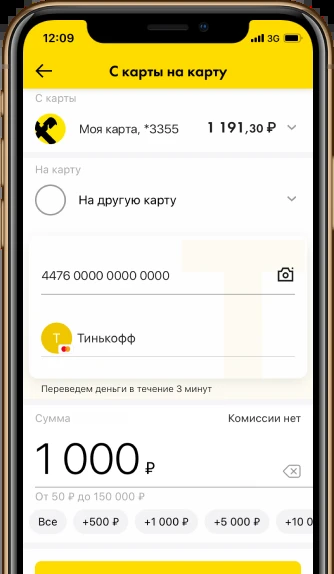 12:09
3G
С карты на карту
С карты
Моя карта, *3355
1 191,30 ₽
На карту
На другую карту
4476 0000 0000 0000
Т Тинькофф
Переведем деньги в течение 3 минут
Сумма
Комиссии нет
1 000 ₽
От 50 ₽ до 150 000 ₽
Все +500 ₽ +1 000 ₽ +5 000 ₽ +10 0